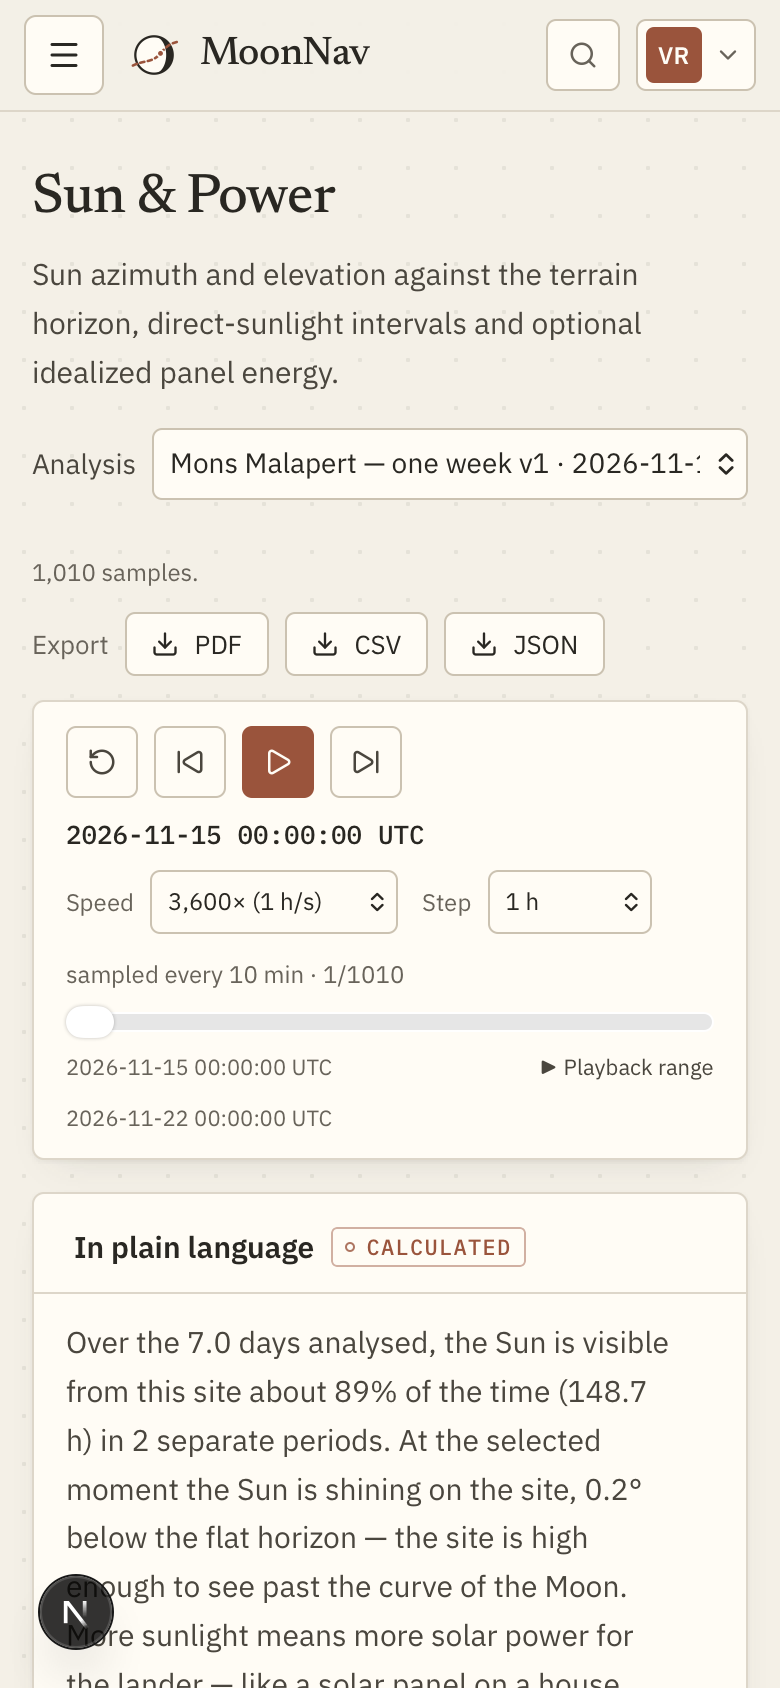 MoonNav
VR
Sun & Power
Sun azimuth and elevation against the terrain
horizon, direct-sunlight intervals and optional
idealized panel energy.
Analysis Mons Malapert — one week v1 · 2026-11-
1,010 samples.
Export PDF CSV JSON
2026-11-15 00:00:00 UTC
Speed 3,600× (1 h/s) Step 1 h
sampled every 10 min · 1/1010
2026-11-15 00:00:00 UTC Playback range
2026-11-22 00:00:00 UTC
In plain language CALCULATED
Over the 7.0 days analysed, the Sun is visible
from this site about 89% of the time (148.7
h) in 2 separate periods. At the selected
moment the Sun is shining on the site, 0.2°
below the flat horizon — the site is high
enough to see past the curve of the Moon.
N
More sunlight means more solar power for
the lander — like a solar panel on a house